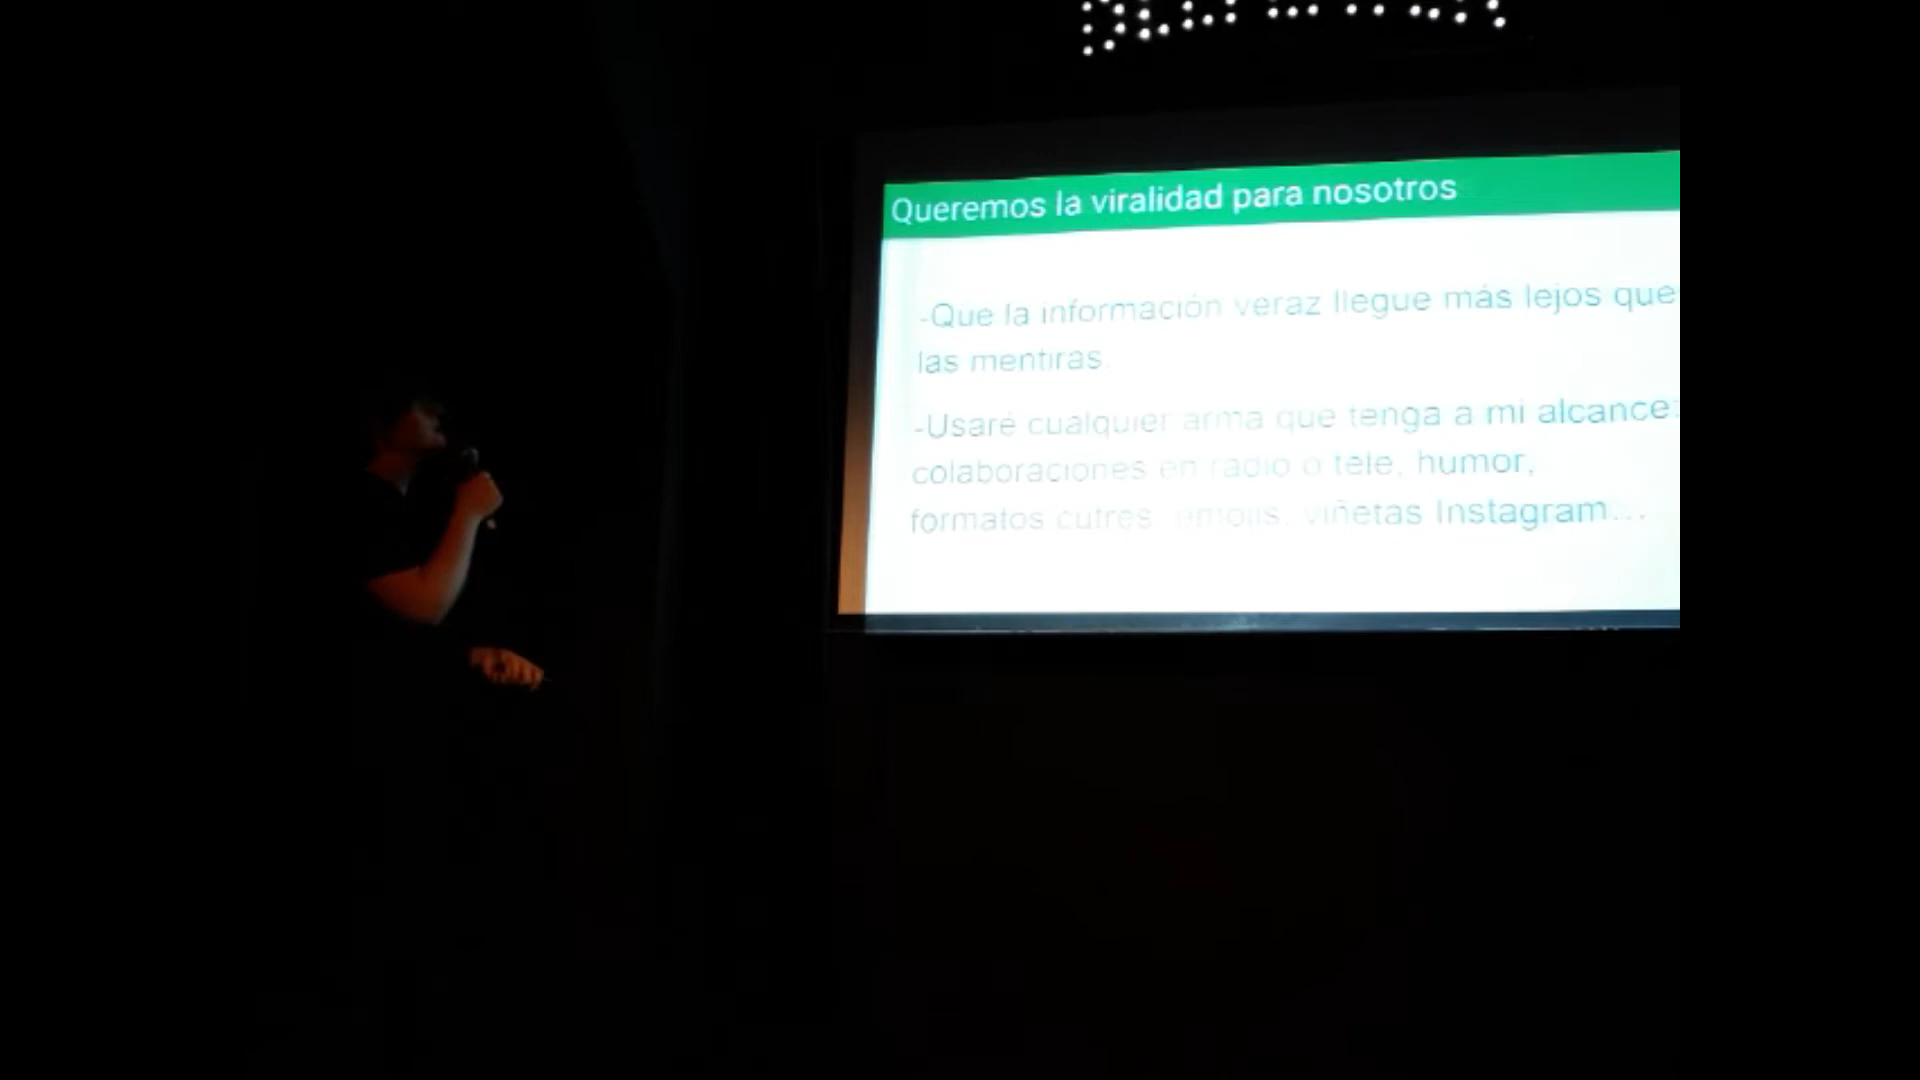 Queremos la viralidad para nosotros
-Que la información veraz llegue más lejos que
las mentiras.
-Usaré cualquier arma que tenga a mi alcance:
colaboraciones en radio o tele, humor,
formatos cutres, emojis, viñetas Instagram...